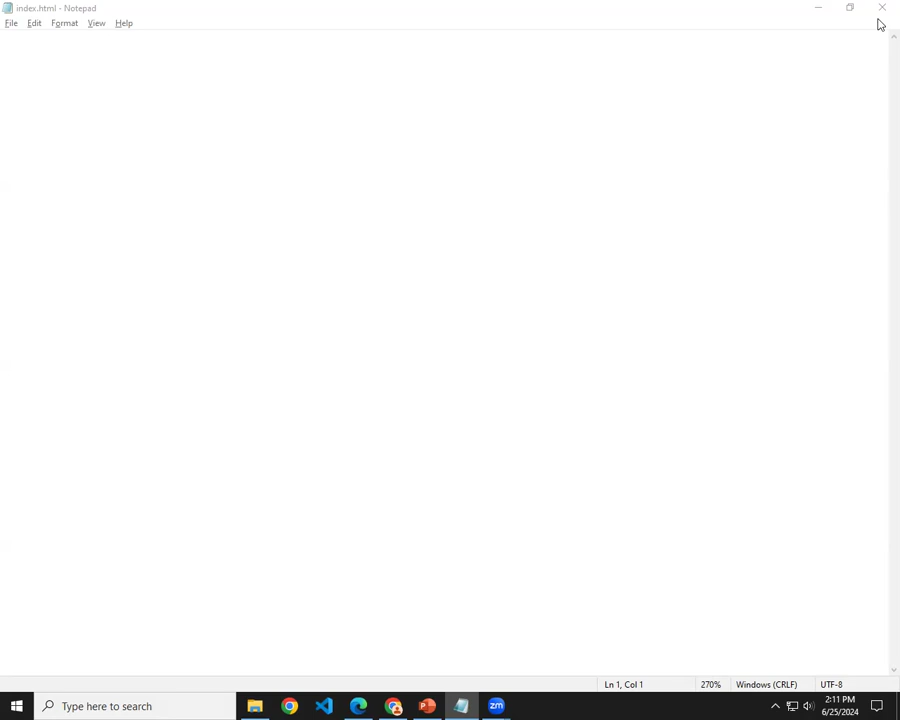 index.html - Notepad
File Edit Format View Help
Ln 1, Col 1 270% Windows (CRLF) UTF-8
Type here to search
zm
2:11 PM
6/25/2024